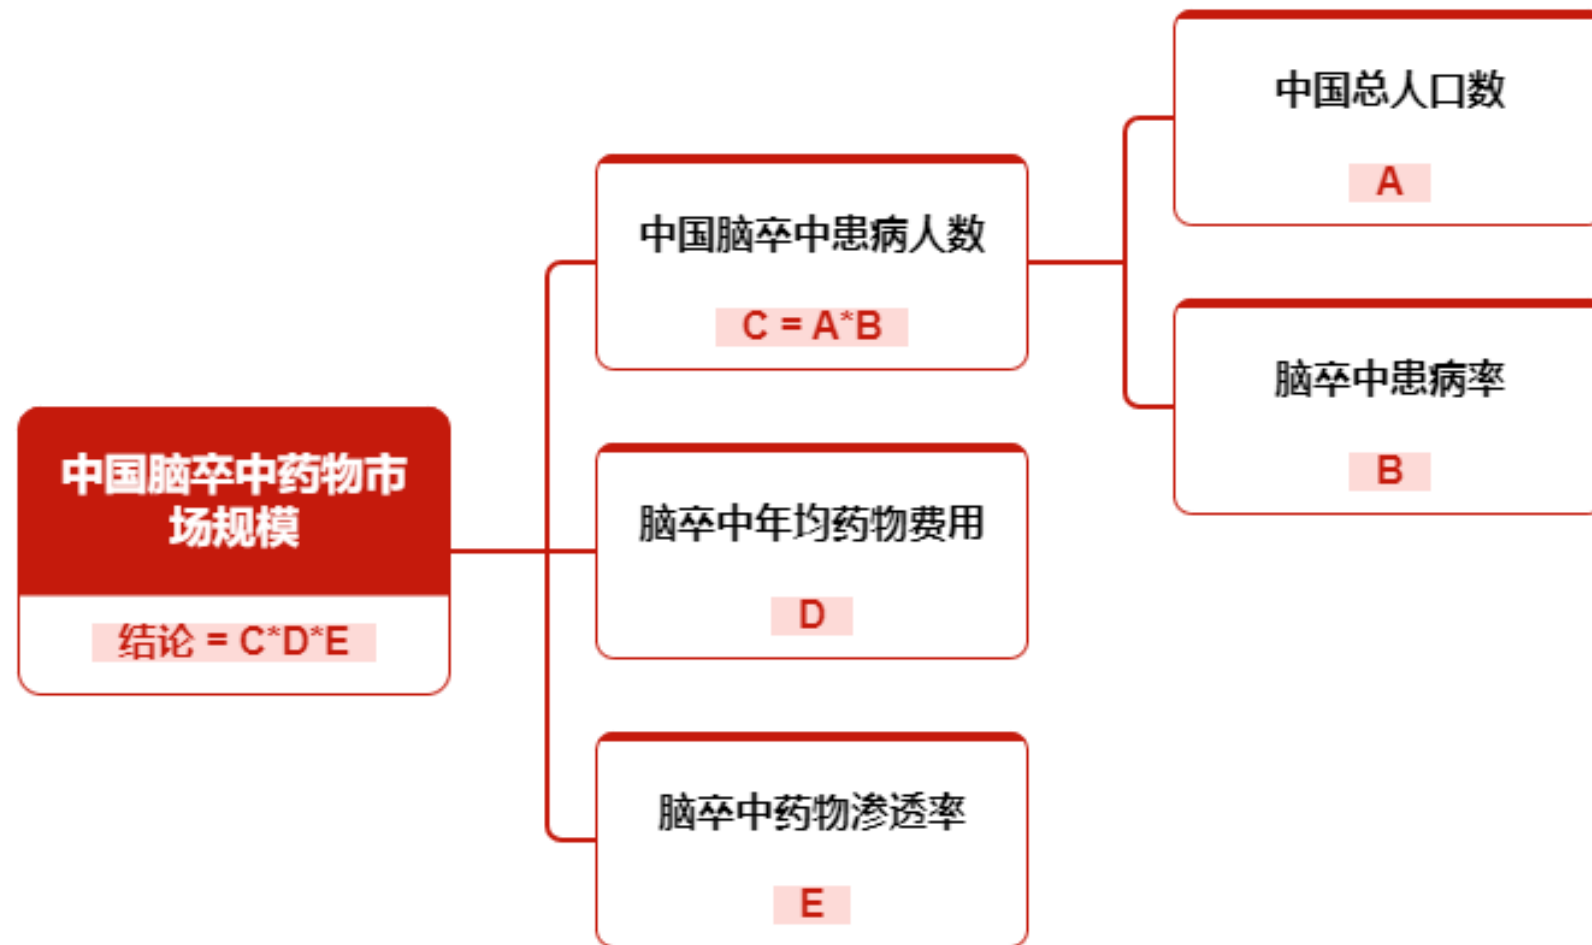 中国脑卒中药物市
场规模
结论 = C*D*E
中国脑卒中患病人数
C = A*B
脑卒中年均药物费用
D
脑卒中药物渗透率
E
中国总人口数
A
脑卒中患病率
B